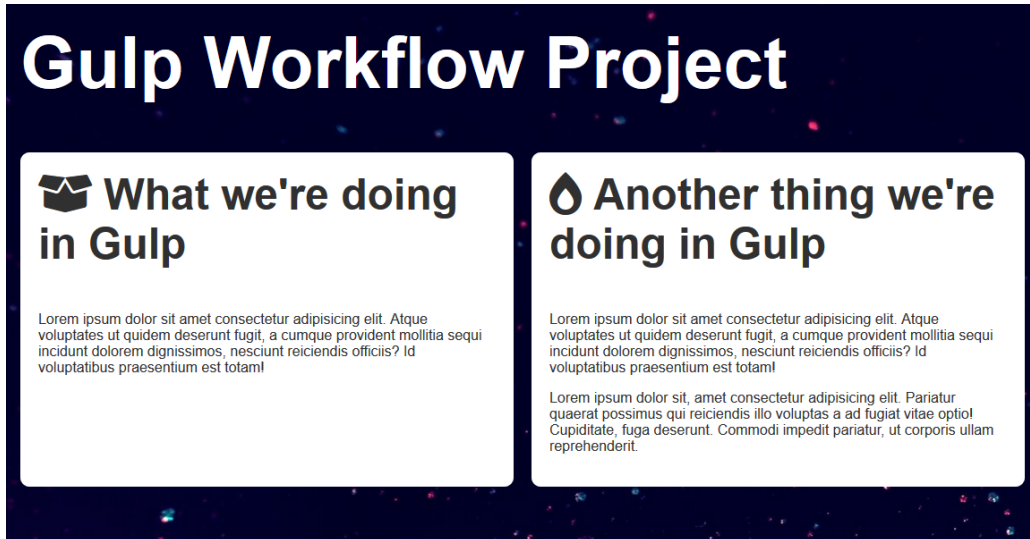 Gulp Workflow Project
What we're doing
in Gulp
Lorem ipsum dolor sit amet consectetur adipisicing elit. Atque
voluptates ut quidem deserunt fugit, a cumque provident mollitia sequi
incidunt dolorem dignissimos, nesciunt reiciendis officiis? Id
voluptatibus praesentium est totam!
Another thing we're
doing in Gulp
Lorem ipsum dolor sit amet consectetur adipisicing elit. Atque
voluptates ut quidem deserunt fugit, a cumque provident mollitia sequi
incidunt dolorem dignissimos, nesciunt reiciendis officiis? Id
voluptatibus praesentium est totam!
Lorem ipsum dolor sit, amet consectetur adipisicing elit. Pariatur
quaerat possimus qui reiciendis illo voluptas a ad fugiat vitae optio!
Cupiditate, fuga deserunt. Commodi impedit pariatur, ut corporis ullam
reprehenderit.